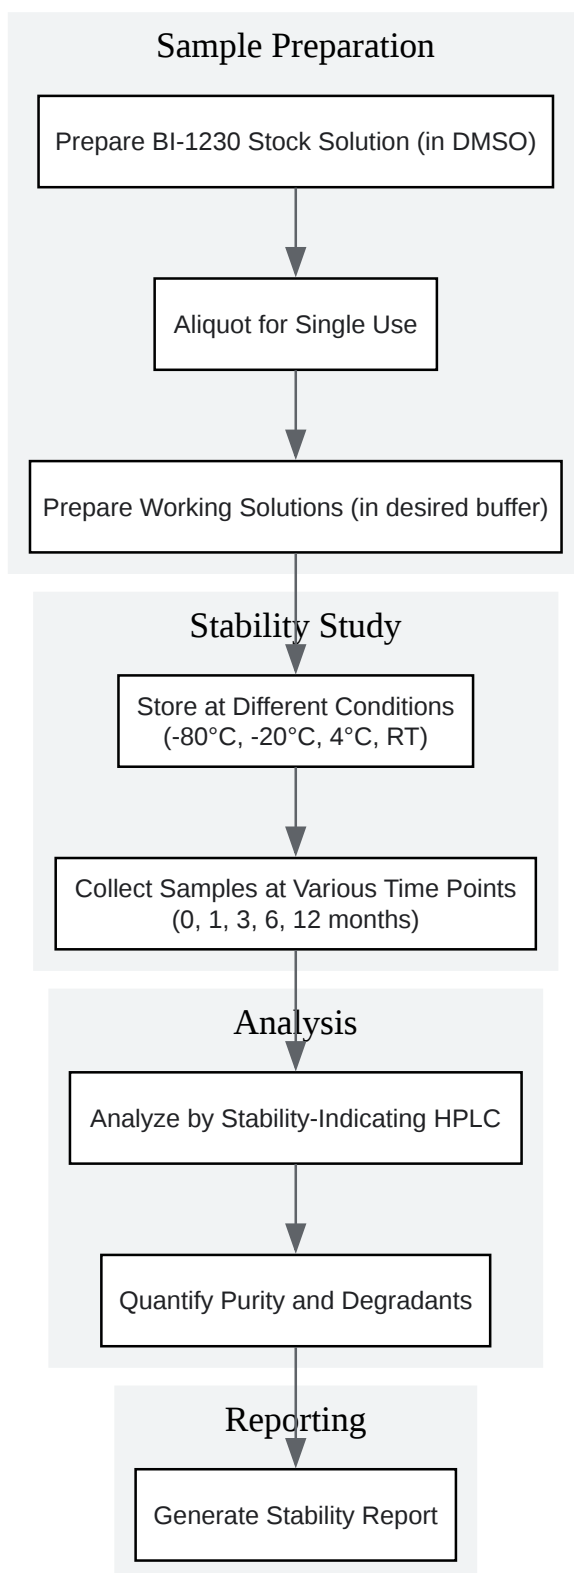 Sample Preparation
Prepare BI-1230 Stock Solution (in DMSO)
Aliquot for Single Use
Prepare Working Solutions (in desired buffer)
Stability Study
Store at Different Conditions
(-80°C, -20°C, 4°C, RT)
Collect Samples at Various Time Points
(0, 1, 3, 6, 12 months)
Analysis
Analyze by Stability-Indicating HPLC
Quantify Purity and Degradants
Reporting
Generate Stability Report